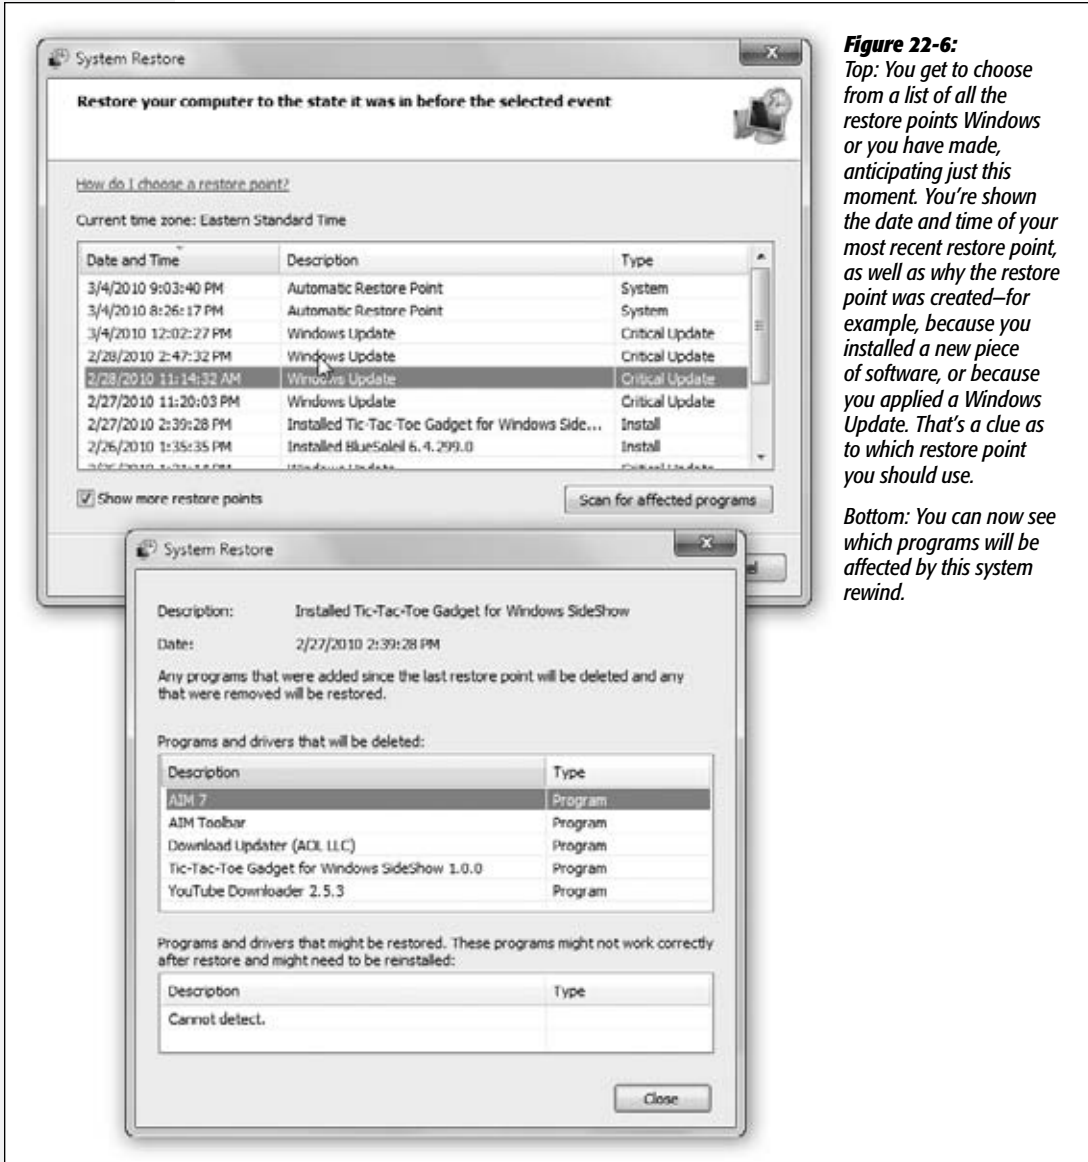 System Restore
Restore your computer to the state it was in before the selected event
How do I choose a restore point?
Current time zone: Eastern Standard Time
Date and Time Description Type
3/4/2010 9:03:40 PM Automatic Restore Point System
3/4/2010 8:26:17 PM Automatic Restore Point System
3/4/2010 12:02:27 PM Windows Update Critical Update
2/28/2010 2:47:32 PM Windows Update Critical Update
2/28/2010 11:14:32 AM Windows Update Critical Update
2/27/2010 11:20:03 PM Windows Update Critical Update
2/27/2010 2:39:28 PM Installed Tic-Tac-Toe Gadget for Windows Side... Install
2/26/2010 1:35:35 PM Installed BlueSoleil 6.4.299.0 Install
Windows Update Critical Update
Show more restore points
Scan for affected programs
System Restore
Description: Installed Tic-Tac-Toe Gadget for Windows SideShow
Date: 2/27/2010 2:39:28 PM
Any programs that were added since the last restore point will be deleted and any
that were removed will be restored.
Programs and drivers that will be deleted:
Description Type
AIM 7 Program
AIM Toolbar Program
Download Updater (AOL LLC) Program
Tic-Tac-Toe Gadget for Windows SideShow 1.0.0 Program
YouTube Downloader 2.5.3 Program
Programs and drivers that might be restored. These programs might not work correctly
after restore and might need to be reinstalled:
Description Type
Cannot detect.
Close
Figure 22-6:
Top: You get to choose
from a list of all the
restore points Windows
or you have made,
anticipating just this
moment. You're shown
the date and time of your
most recent restore point,
as well as why the restore
point was created—for
example, because you
installed a new piece
of software, or because
you applied a Windows
Update. That's a clue as
to which restore point
you should use.
Bottom: You can now see
which programs will be
affected by this system
rewind.